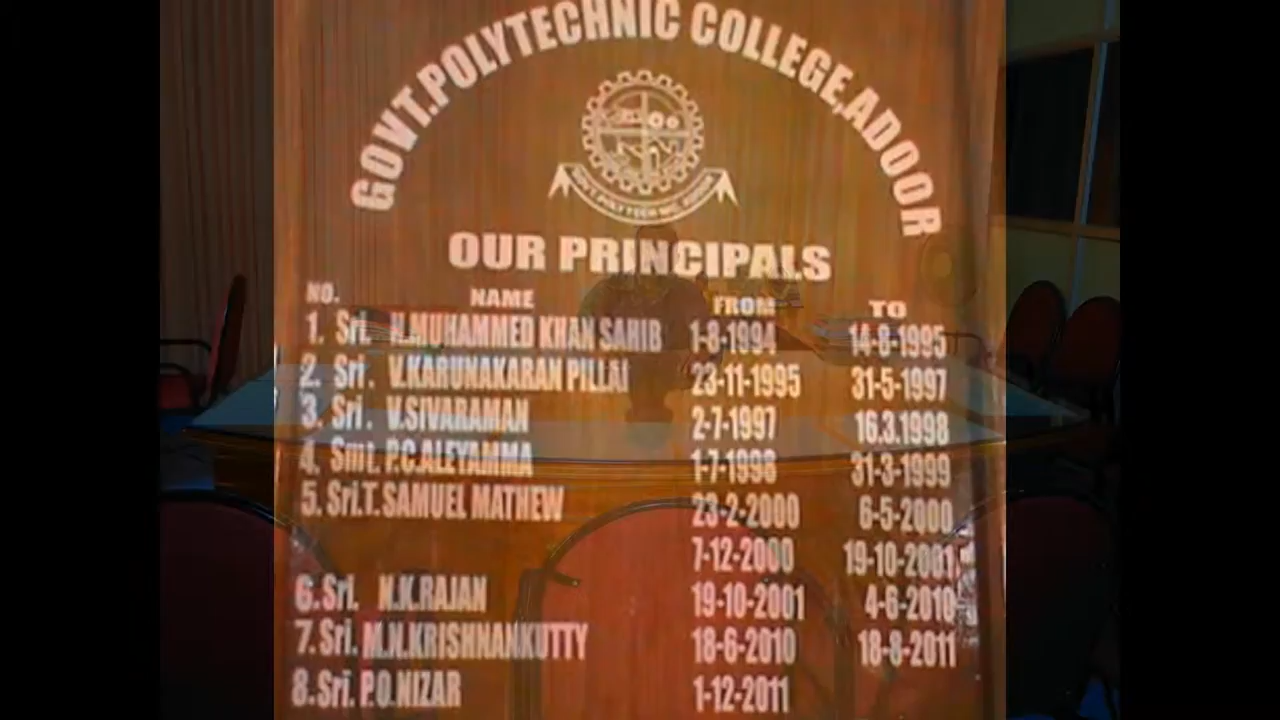 GOVT.POLYTECHNIC COLLEGE,ADOOR
OUR PRINCIPALS
NO. NAME FROM TO
1. Sri. N.MUHAMMED KHAN SAHIB 1-8-1994 14-8-1995
2. Sri. V.KARUNAKARAN PILLAI 23-11-1995 31-5-1997
3. Sri. V.SIVARAMAN 2-7-1997 16.3.1998
4. Smt. P.C.ALEYAMMA 1-7-1998 31-3-1999
5. Sri.T.SAMUEL MATHEW 23-2-2000 6-5-2000
7-12-2000 19-10-2001
6.Sri. N.K.RAJAN 19-10-2001 4-6-2010
7.Sri. M.N.KRISHNANKUTTY 18-6-2010 18-8-2011
8.Sri. P.O.NIZAR 1-12-2011